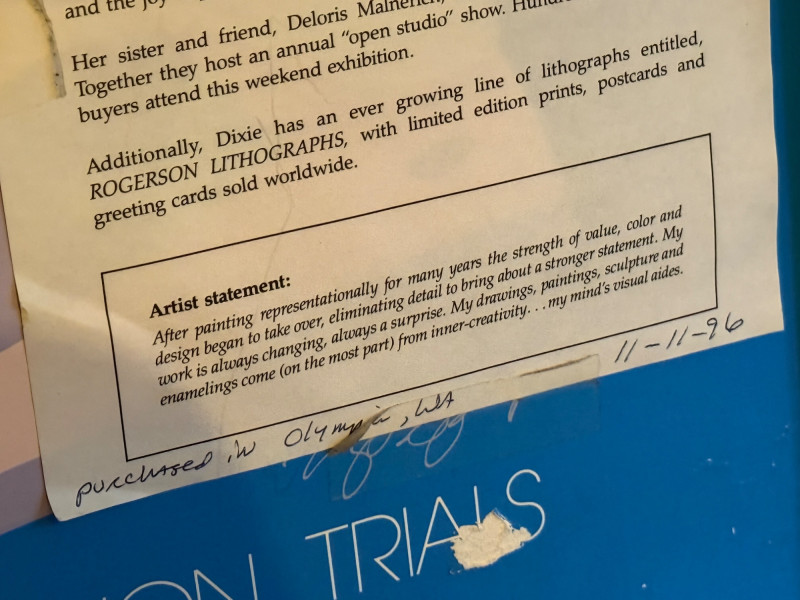 and the joy
Her sister and friend, Deloris
Together they host an annual “open studio” show.
buyers attend this weekend exhibition.
Additionally, Dixie has an ever growing line of lithographs entitled,
ROGERSON LITHOGRAPHS, with limited edition prints, postcards and
greeting cards sold worldwide.
Artist statement:
After painting representationally for many years the strength of value, color and
design began to take over, eliminating detail to bring about a stronger statement. My
work is always changing, always a surprise. My drawings, paintings, sculpture and
enamelings come (on the most part) from inner-creativity. . . my mind's visual aides.
11-11-96
purchased in Olympia, WA
ION TRIALS